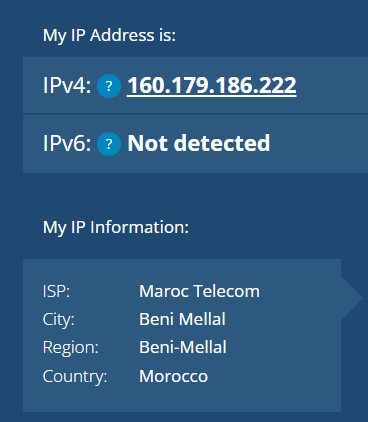 My IP Address is:
IPv4: ? 160.179.186.222
IPv6: ? Not detected
My IP Information:
ISP: Maroc Telecom
City: Beni Mellal
Region: Beni-Mellal
Country: Morocco